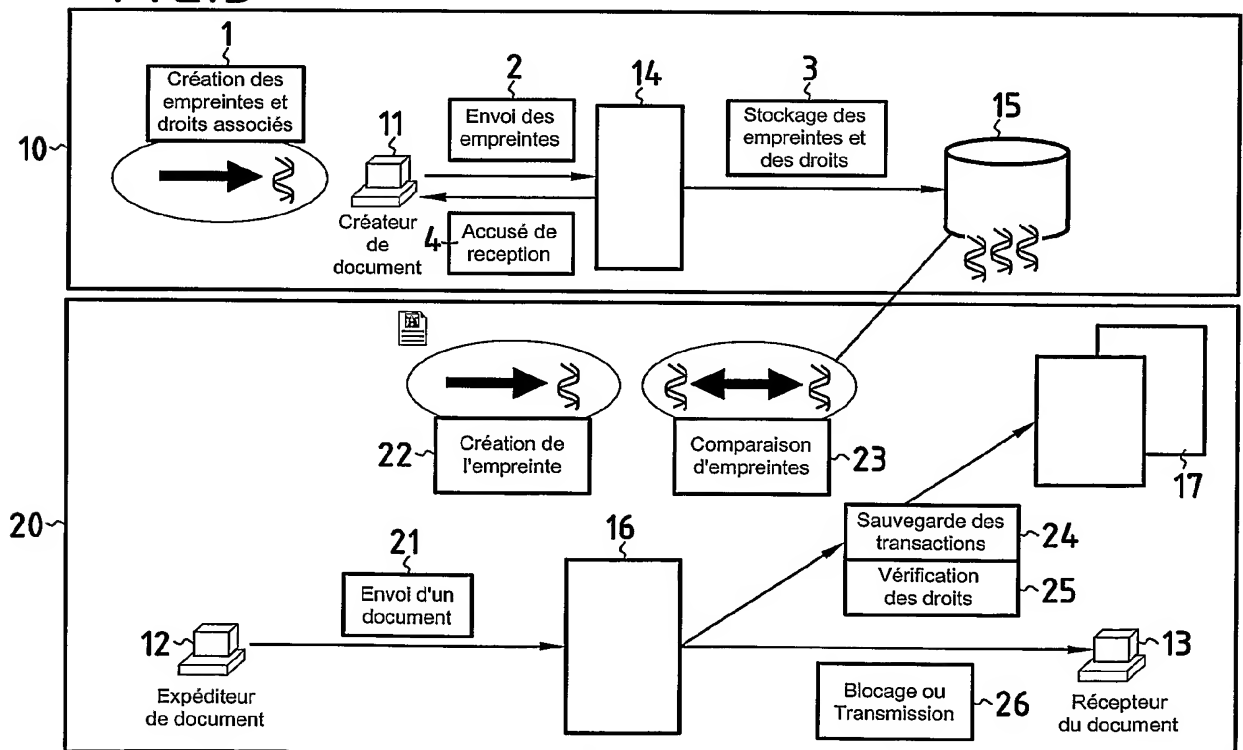 1
Création des
empreintes et
droits associés
2
Envoi des
empreintes
14
3
Stockage des
empreintes et
des droits
15
10
11
Créateur
de
document
4
Accusé de
reception
22
Création de
l'empreinte
Comparaison
d'empreintes
23
17
20
16
Sauvegarde des
transactions
24
Vérification
des droits
25
21
Envoi d'un
document
12
Expéditeur
de document
13
Récepteur
du document
Blocage ou
Transmission
26